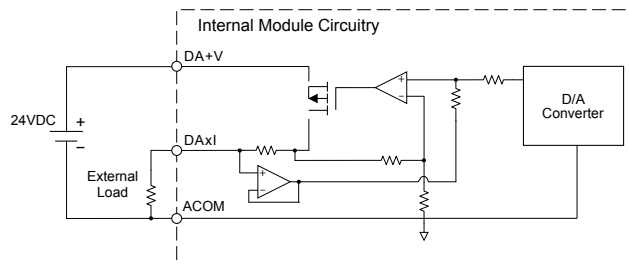 Internal Module Circuitry
DA+V
+
−
D/A
Converter
24VDC
+
−
DAxI
External
Load
+
−
ACOM